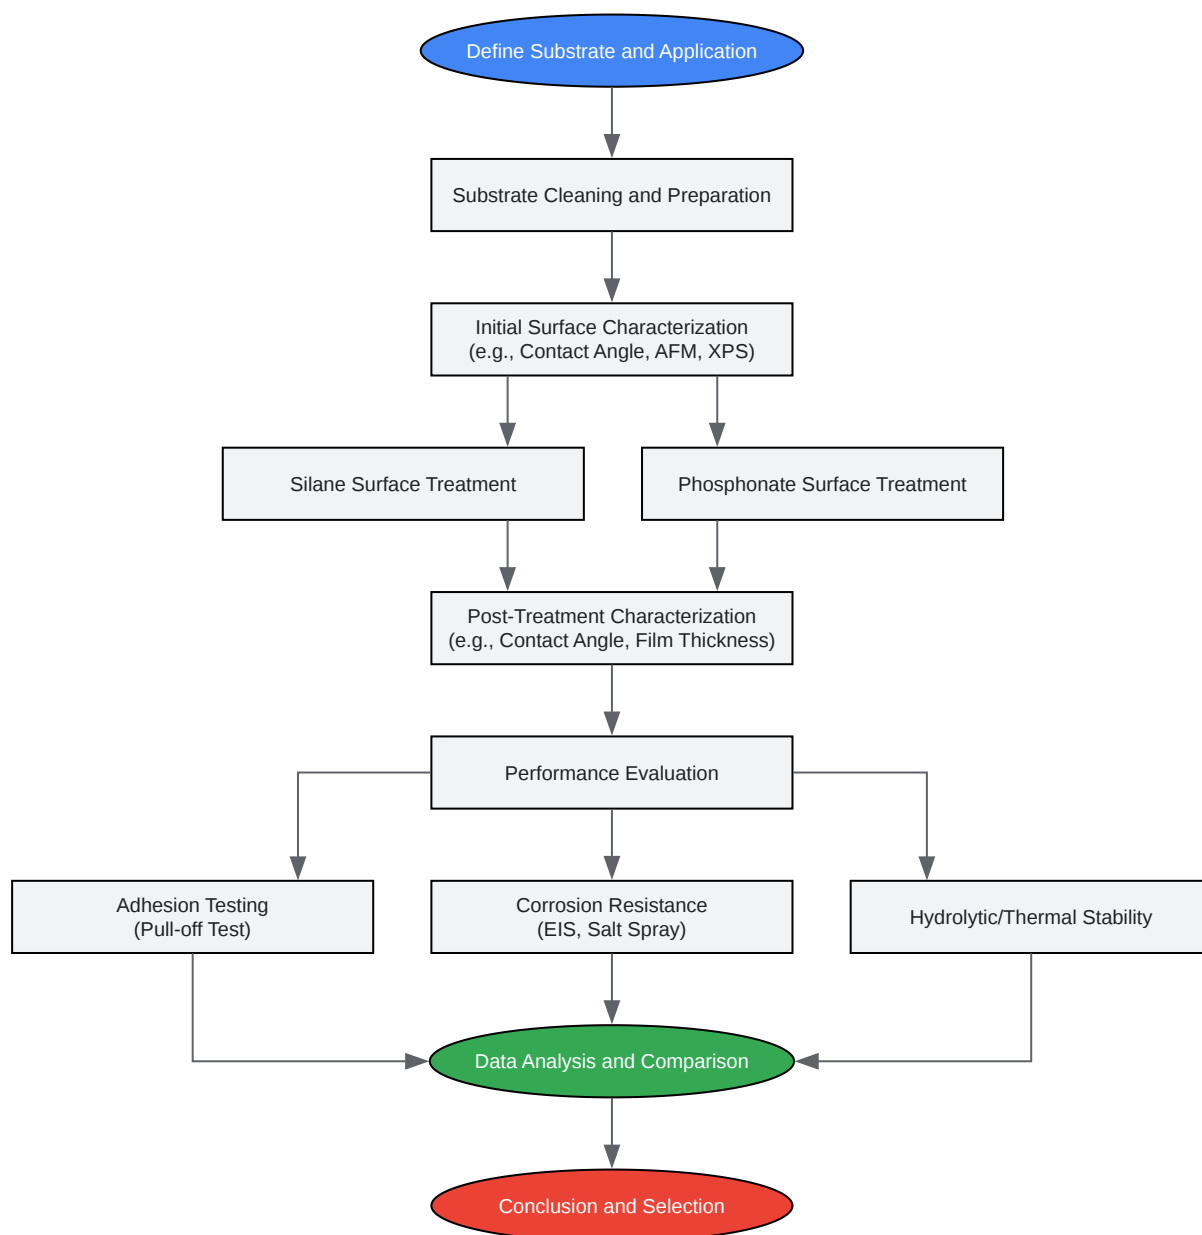 Define Substrate and Application
Substrate Cleaning and Preparation
Initial Surface Characterization
(e.g., Contact Angle, AFM, XPS)
Silane Surface Treatment
Phosphonate Surface Treatment
Post-Treatment Characterization
(e.g., Contact Angle, Film Thickness)
Performance Evaluation
Adhesion Testing
(Pull-off Test)
Corrosion Resistance
(EIS, Salt Spray)
Hydrolytic/Thermal Stability
Data Analysis and Comparison
Conclusion and Selection